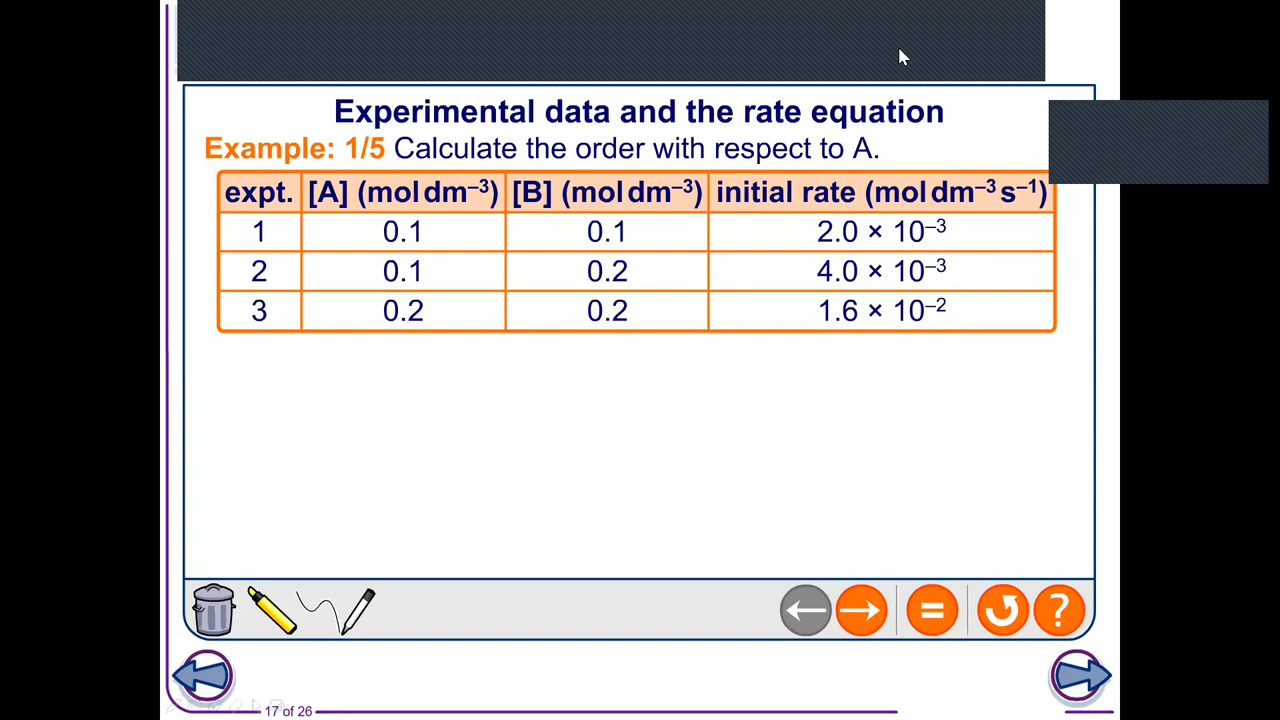 Experimental data and the rate equation
Example: 1/5 Calculate the order with respect to A.
expt. [A] (mol dm⁻³) [B] (mol dm⁻³) initial rate (mol dm⁻³ s⁻¹)
1 0.1 0.1 2.0 × 10⁻³
2 0.1 0.2 4.0 × 10⁻³
3 0.2 0.2 1.6 × 10⁻²
17 of 26